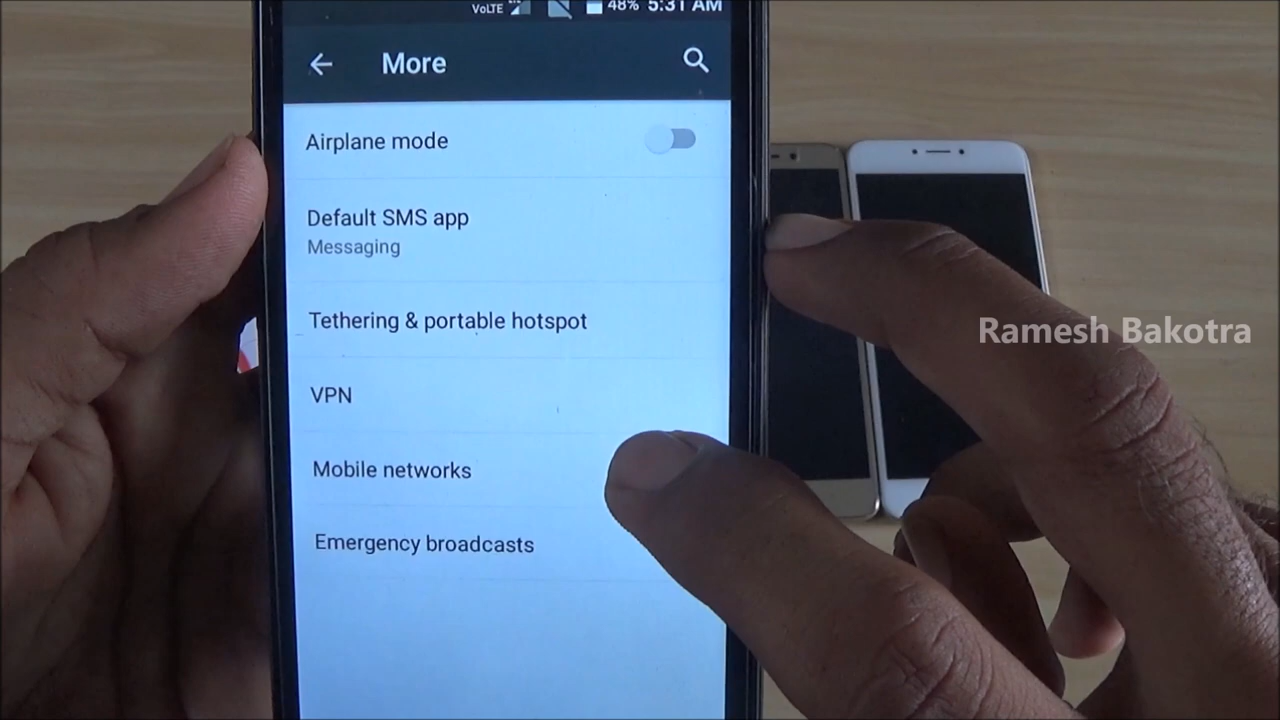 VoLTE LTE 48% 5:31 AM
More
Airplane mode
Default SMS app
Messaging
Tethering & portable hotspot
VPN
Mobile networks
Emergency broadcasts
Ramesh Bakotra